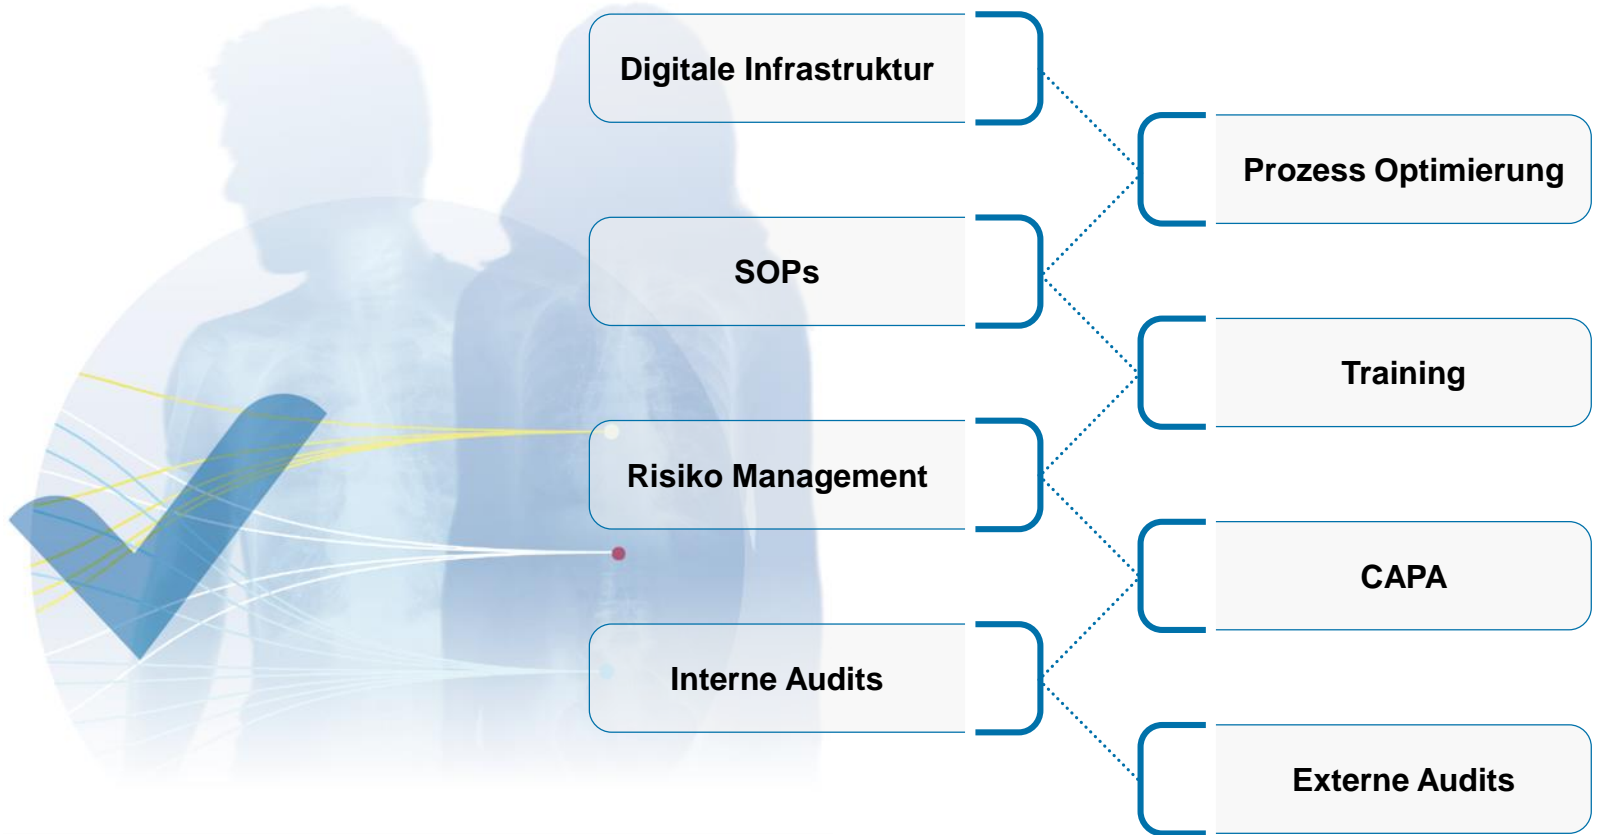 Digitale Infrastruktur
Prozess Optimierung
SOPs
Training
Risiko Management
CAPA
Interne Audits
Externe Audits